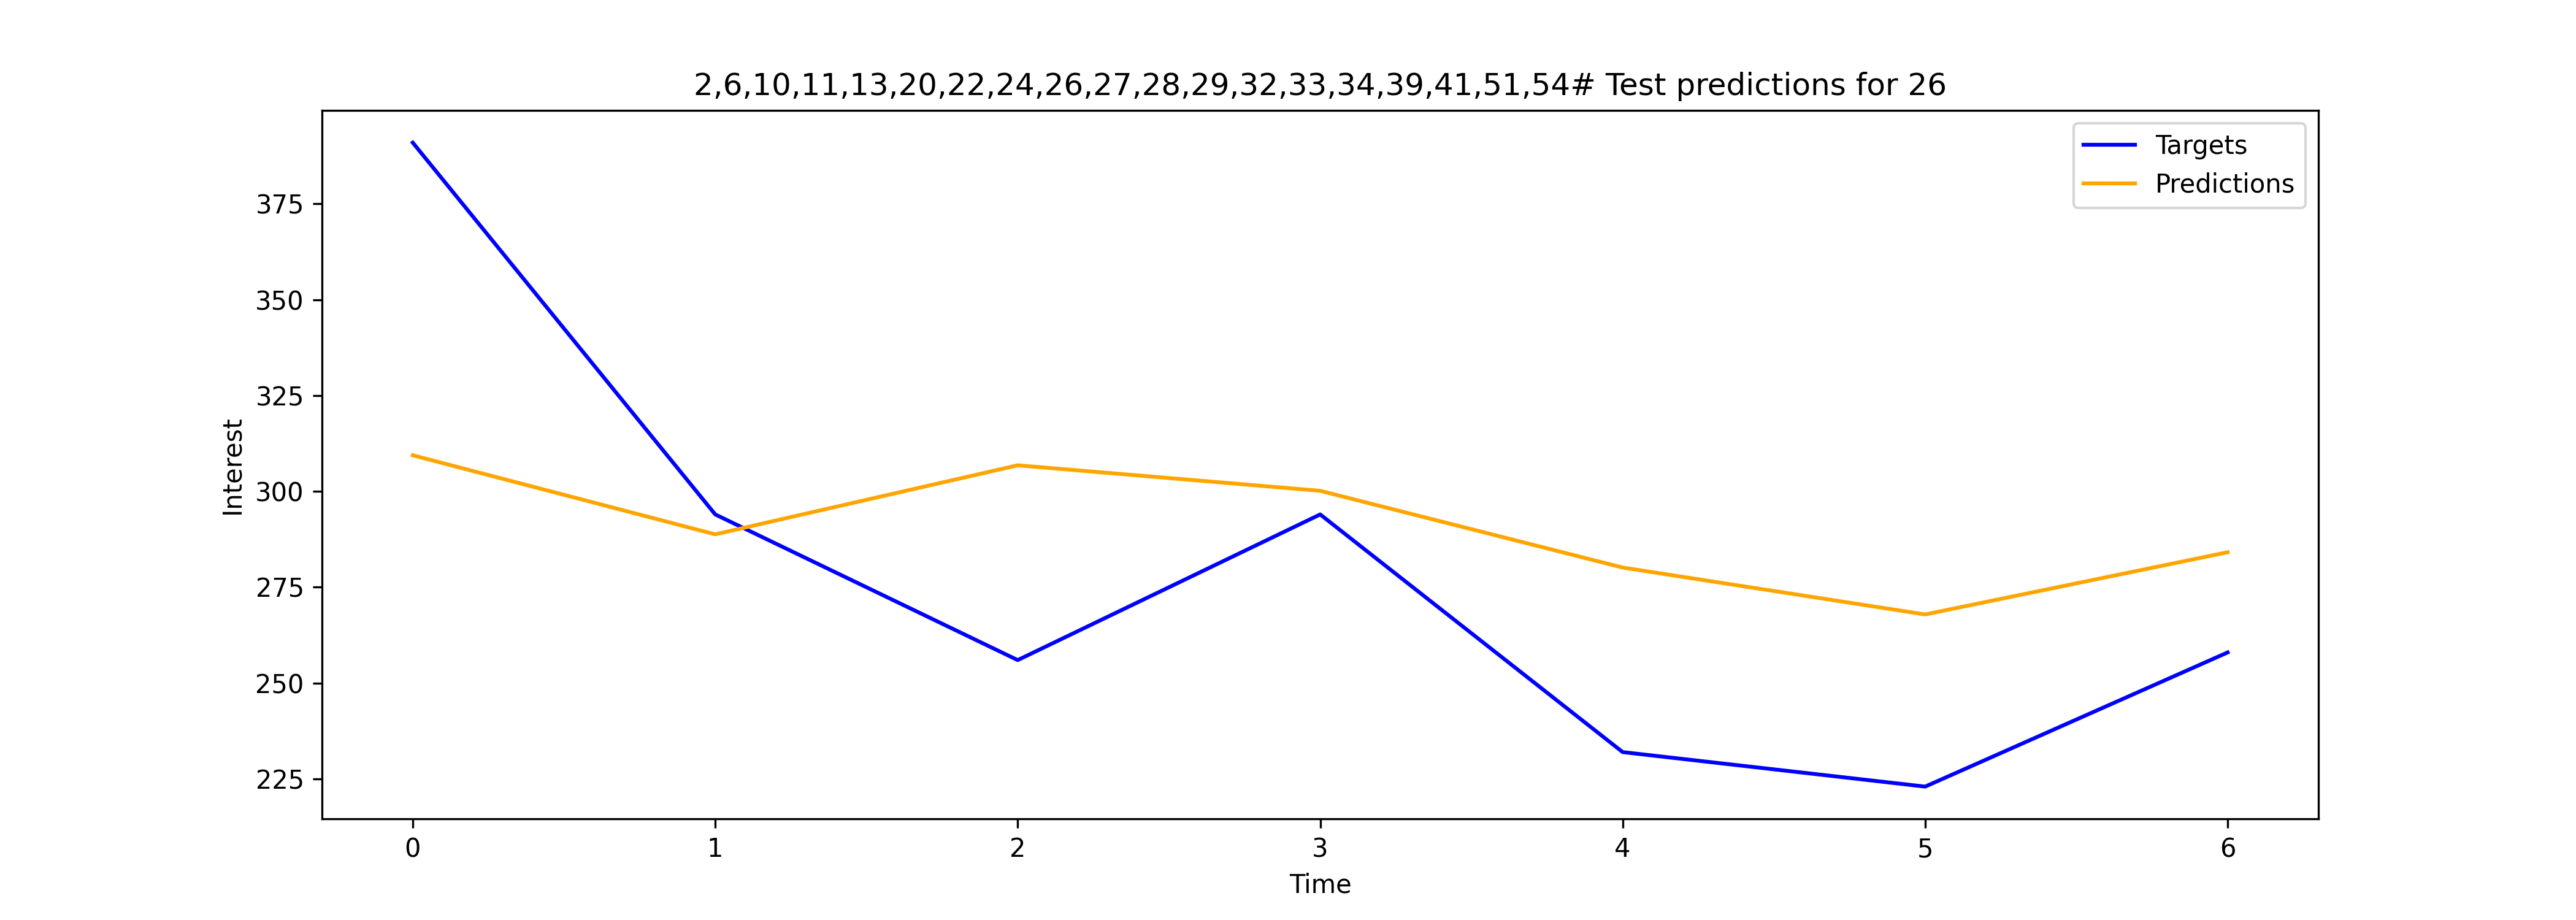 2,6,10,11,13,20,22,24,26,27,28,29,32,33,34,39,41,51,54# Test predictions for 26
Targets
Predictions
375
350
325
300
275
250
225
Interest
0 1 2 3 4 5 6
Time